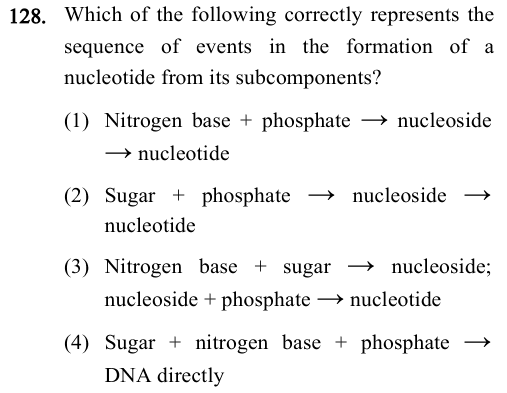 128. Which of the following correctly represents the
sequence of events in the formation of a
nucleotide from its subcomponents?
(1) Nitrogen base + phosphate → nucleoside
→ nucleotide
(2) Sugar + phosphate → nucleoside →
nucleotide
(3) Nitrogen base + sugar → nucleoside;
nucleoside + phosphate → nucleotide
(4) Sugar + nitrogen base + phosphate →
DNA directly